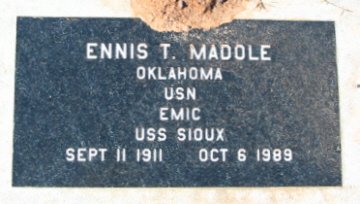 ENNIS T. MADOLE
OKLAHOMA
USN
EMIC
USS SIOUX
SEPT 11 1911 OCT 6 1989